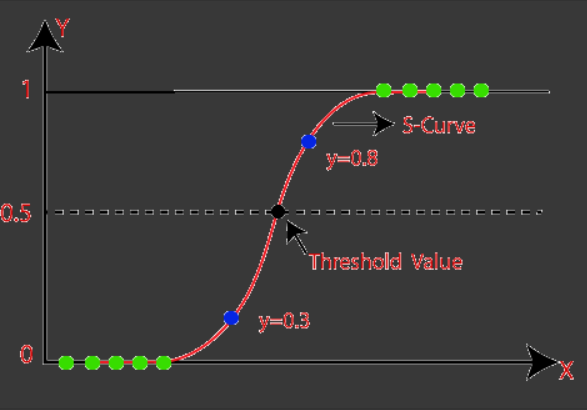 Y
1
S-Curve
y=0.8
0.5
Threshold Value
y=0.3
0
X